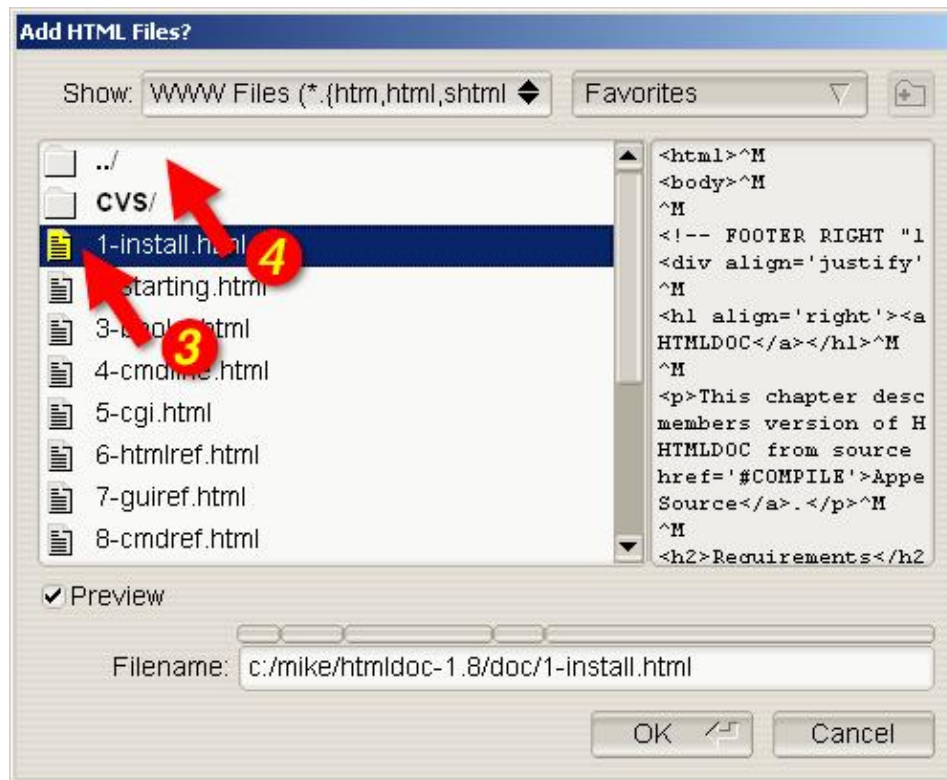 Add HTML Files?
Show: WWW Files (*.{htm,html,shtml Favorites
../
CVS/
1-install.html
starting.html
3-books.html
4-cmdline.html
5-cgi.html
6-htmlref.html
7-guiref.html
8-cmdref.html
4
3
<html>^M
<body>^M
^M
<!-- FOOTER RIGHT "1
<div align='justify'
^M
<h1 align='right'><a
HTMLDOC</a></h1>^M
^M
<p>This chapter desc
members version of H
HTMLDOC from source
href='#COMPILE'>Appe
Source</a>.</p>^M
^M
<h2>Requirements</h2
Preview
Filename: c:/mike/htmldoc-1.8/doc/1-install.html
OK Cancel